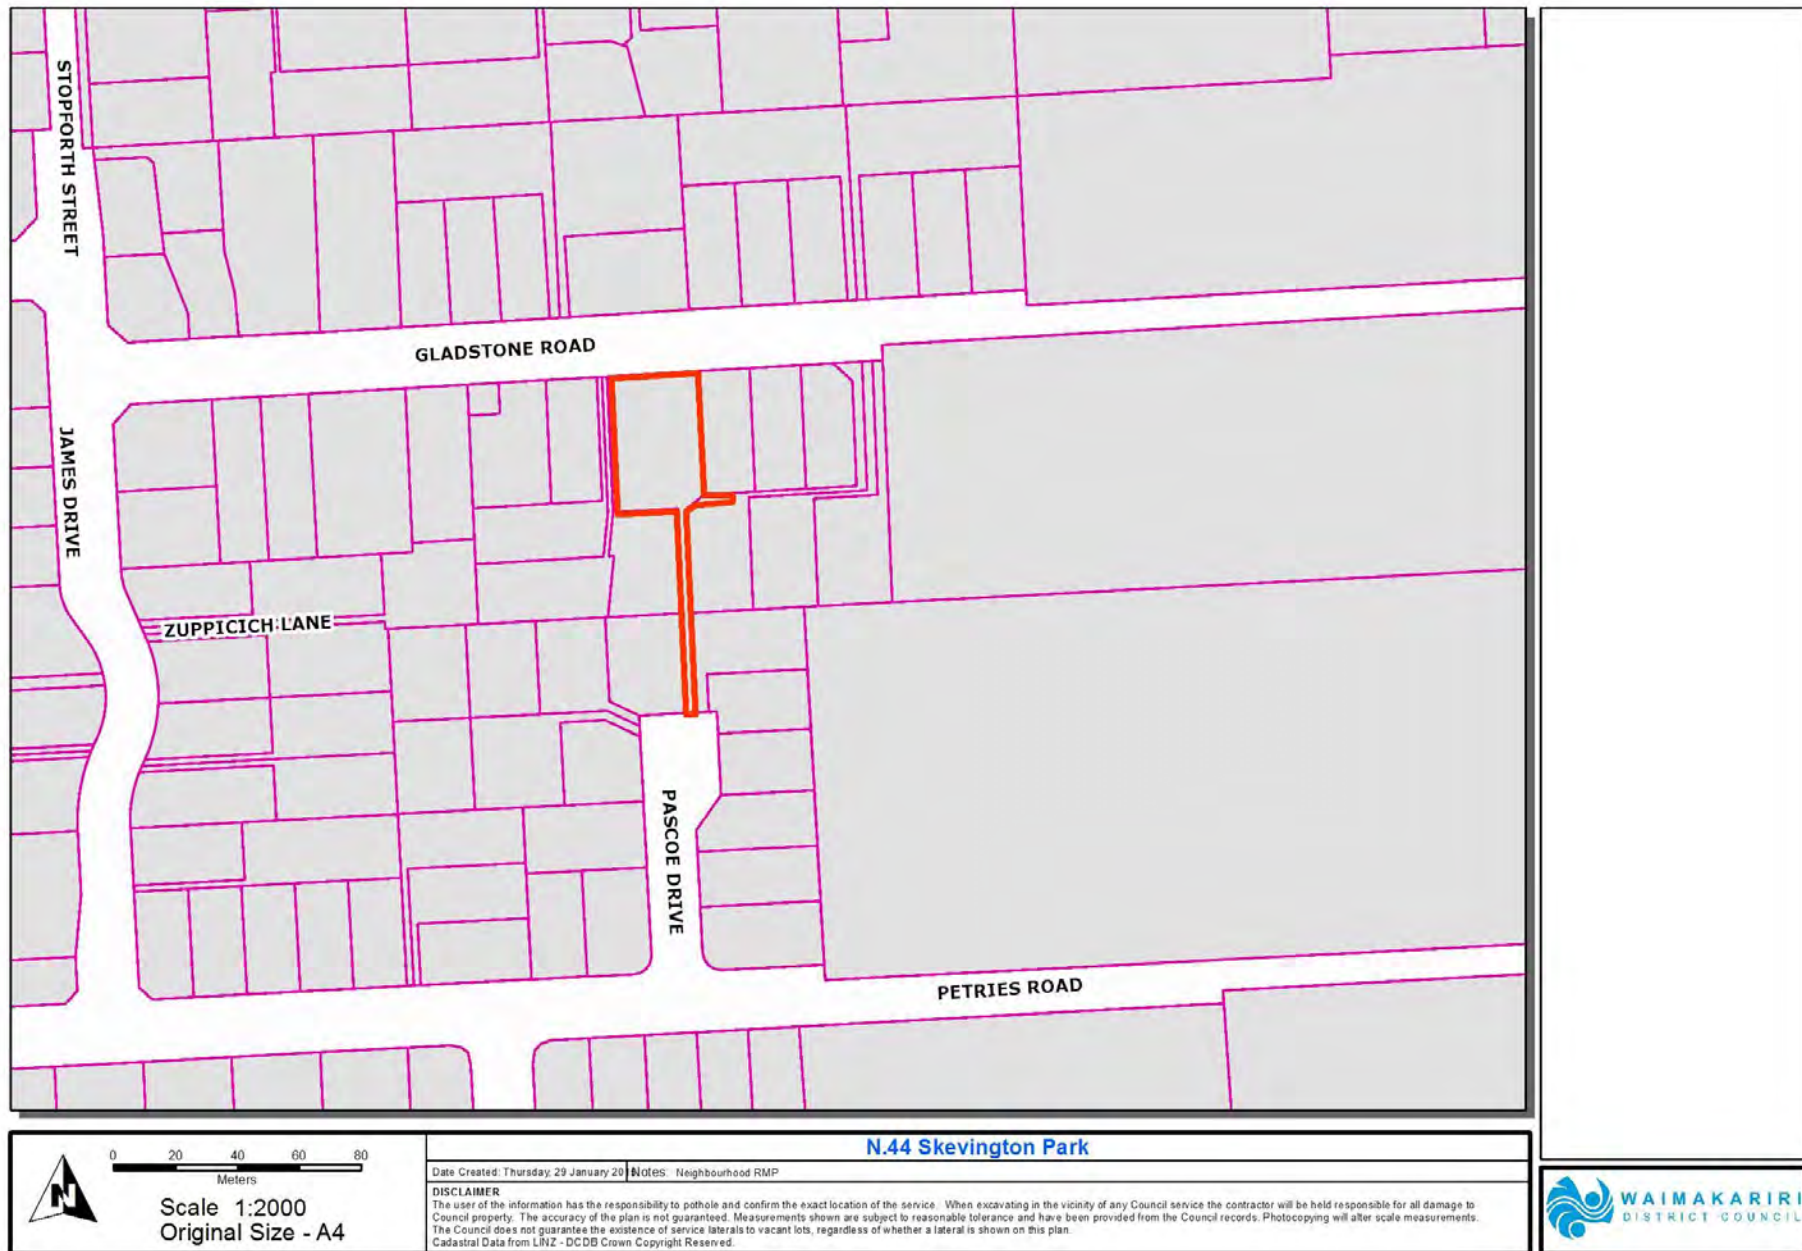 STOPFORTH STREET
GLADSTONE ROAD
JAMES DRIVE
ZUPPICICH LANE
PASCOE DRIVE
PETRIES ROAD
N
0 20 40 60 80
Meters
Scale 1:2000
Original Size - A4
N.44 Skevington Park
Date Created: Thursday, 29 January Notes: Neighbourhood RMP
DISCLAIMER
The user of the information has the responsibility to pothole and confirm the exact location of the service. When excavating in the vicinity of any Council service the contractor will be held responsible for all damage to
Council property. The accuracy of the plan is not guaranteed. Measurements shown are subject to reasonable tolerance and have been provided from the Council records. Photocopying will alter scale measurements.
The Council does not guarantee the existence of service laterals to vacant lots, regardless of whether a lateral is shown on this plan.
Cadastral Data from LINZ - DCDB Crown Copyright Reserved.
WAIMAKARIRI
DISTRICT COUNCIL